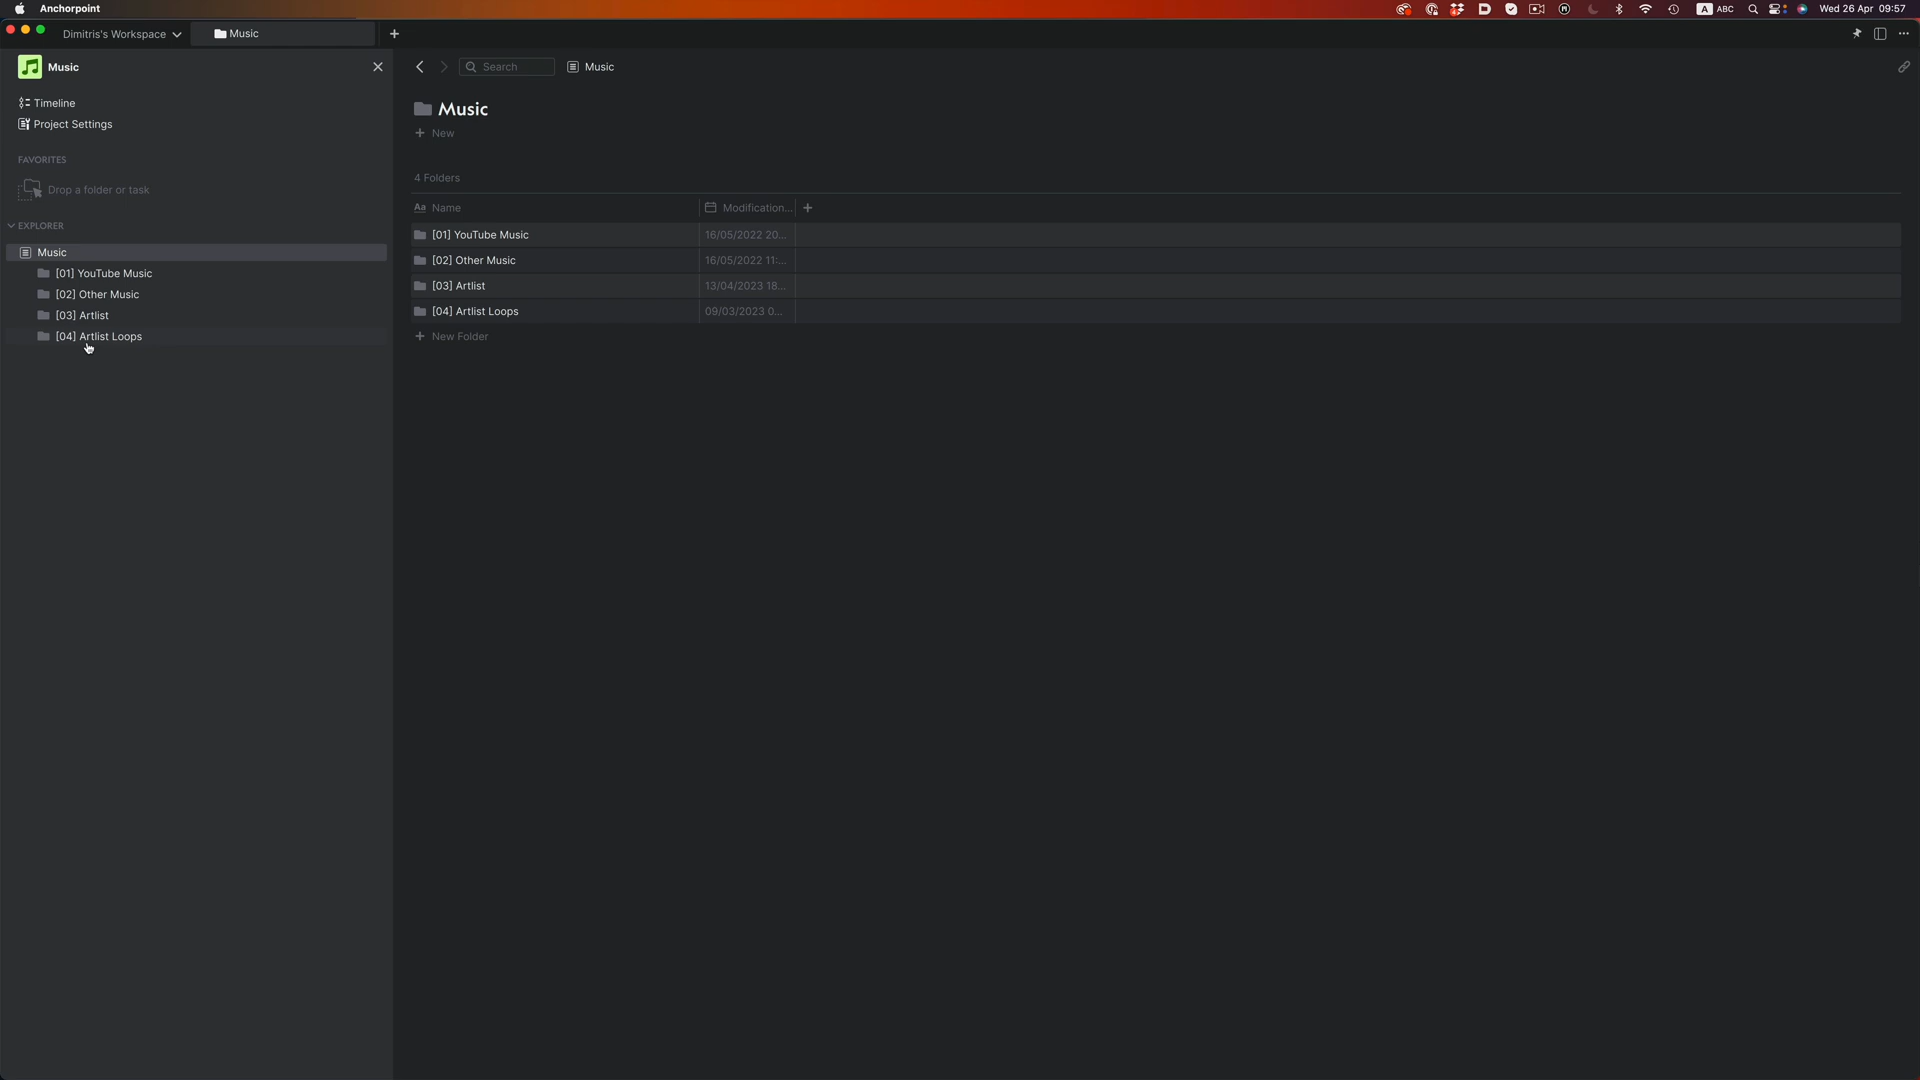 Anchorpoint
A ABC
Wed 26 Apr 09:57
Dimitris's Workspace
Music
Music
Search
Music
Timeline
Project Settings
FAVORITES
Drop a folder or task
EXPLORER
Music
[01] YouTube Music
[02] Other Music
[03] Artlist
[04] Artlist Loops
Music
New
4 Folders
Aa Name
Modification...
[01] YouTube Music
16/05/2022 20...
[02] Other Music
16/05/2022 11:...
[03] Artlist
13/04/2023 18...
[04] Artlist Loops
09/03/2023 0...
New Folder